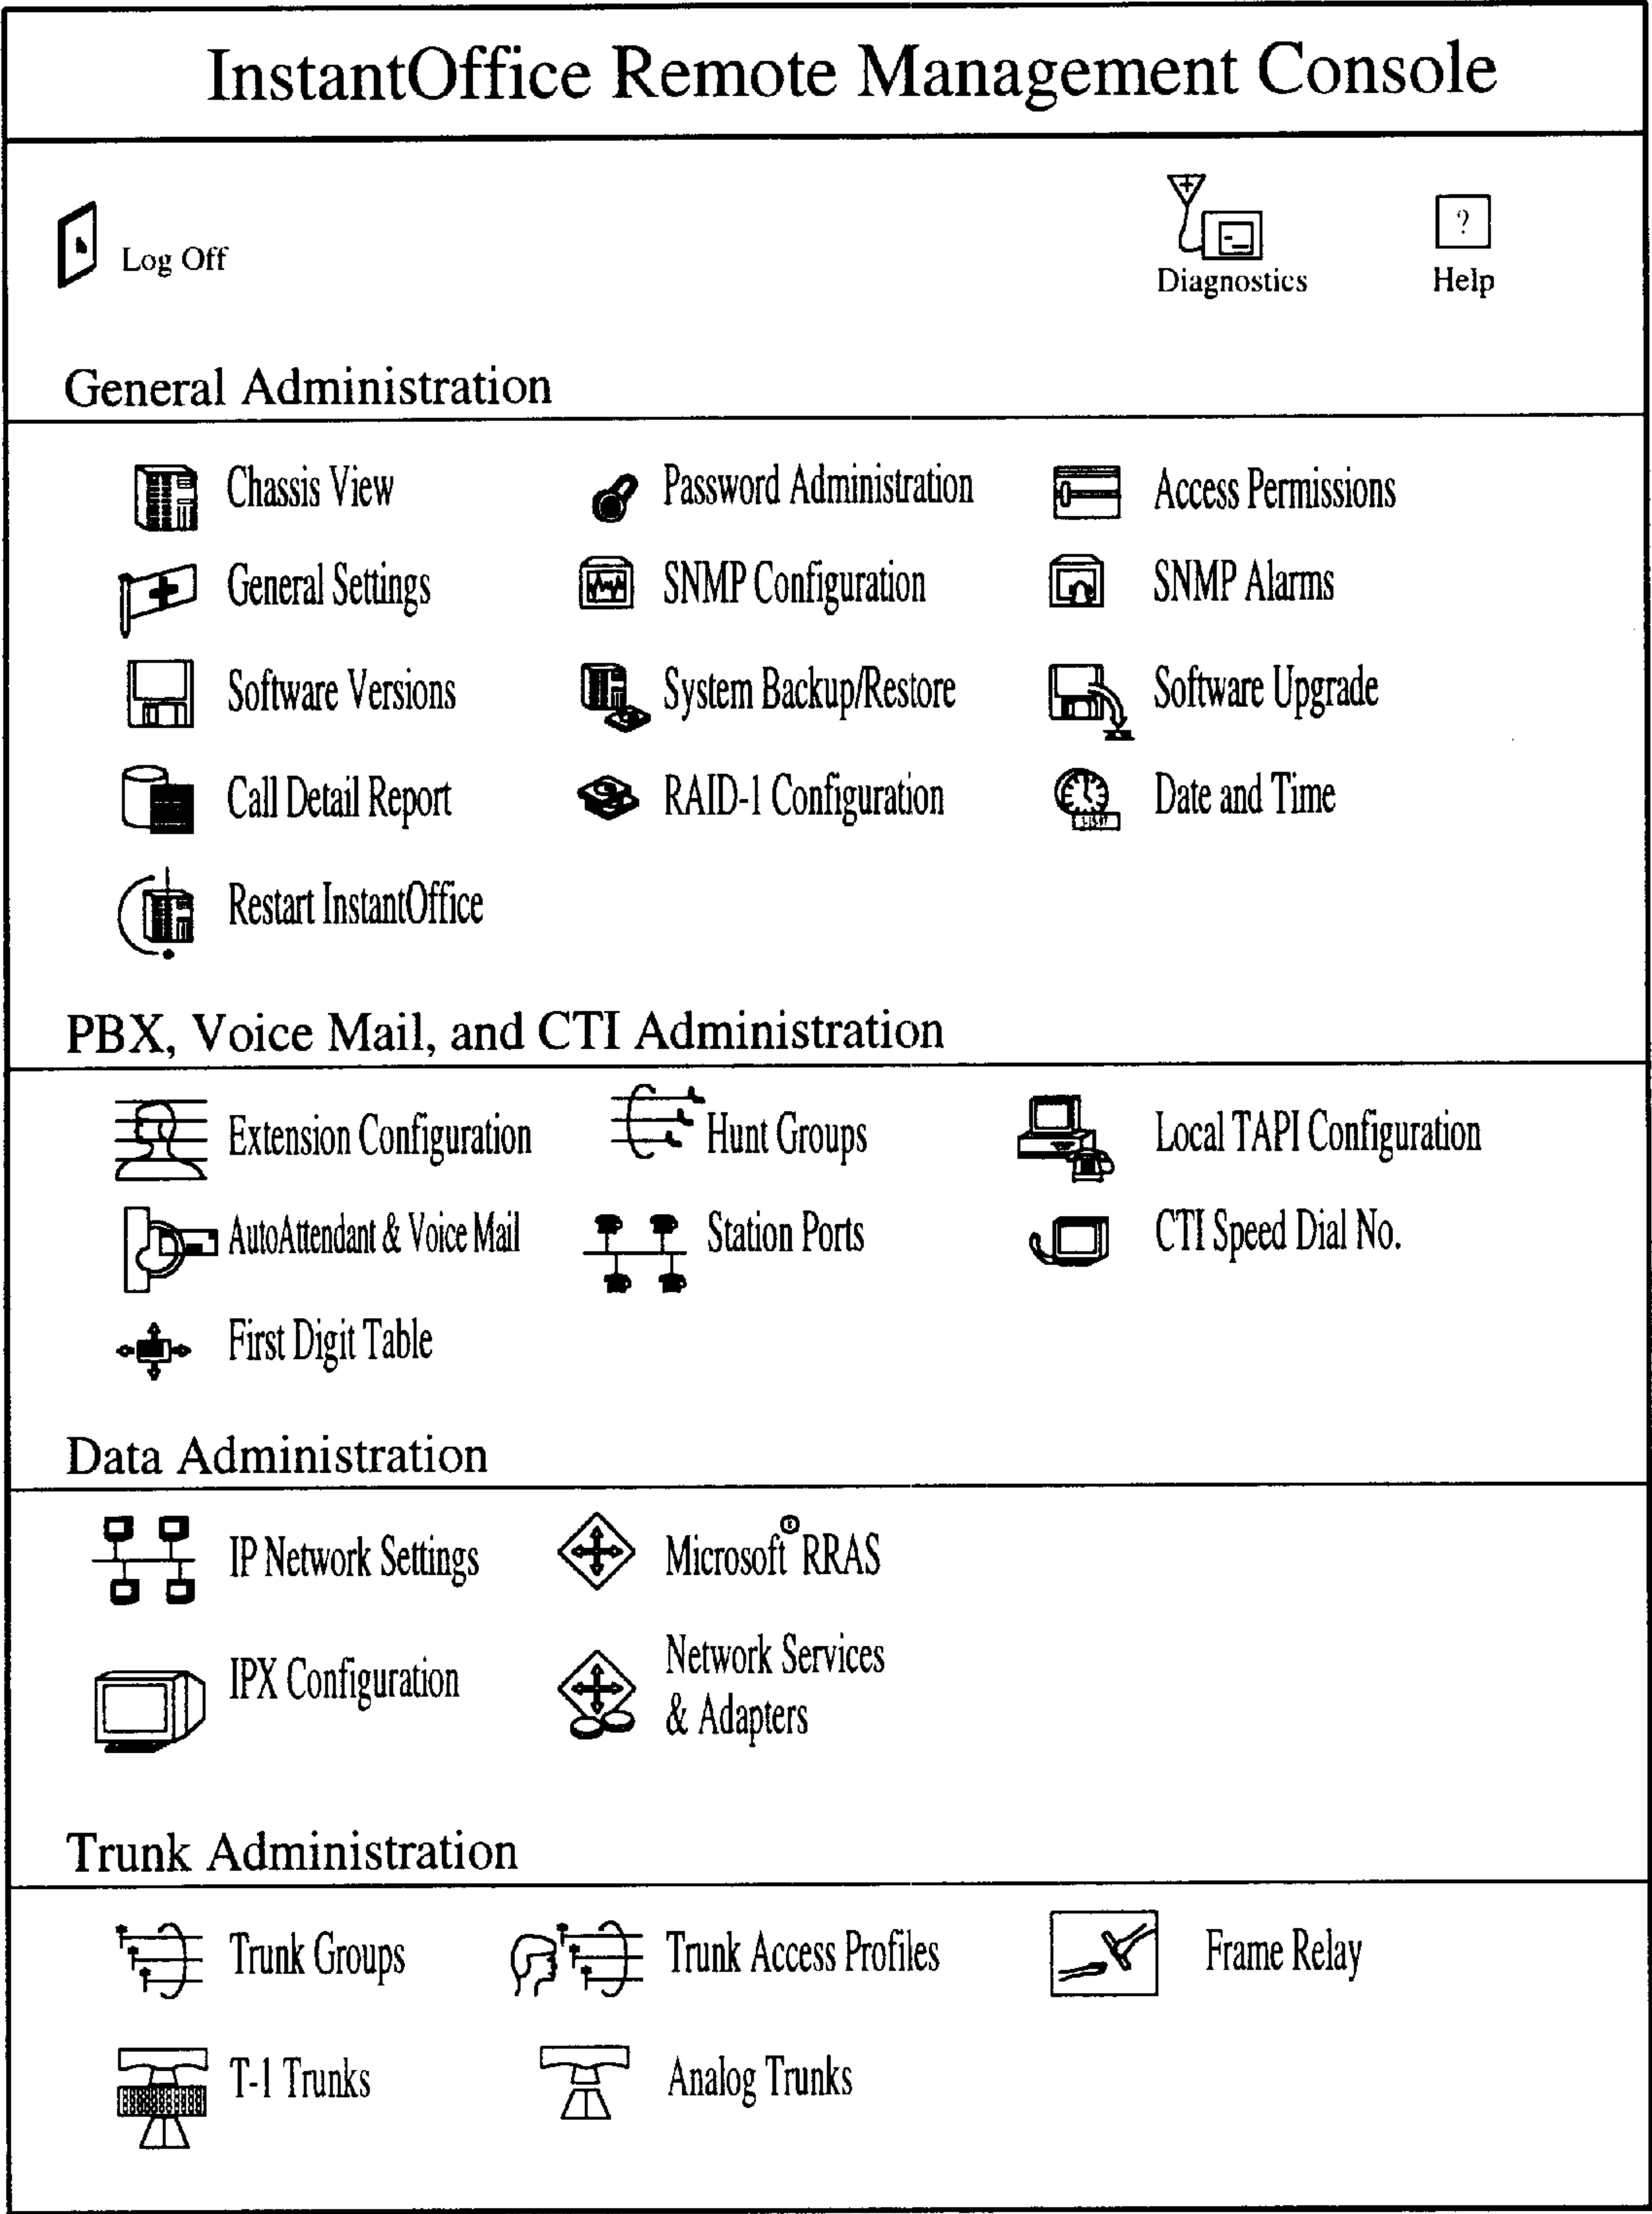 InstantOffice Remote Management Console
Log Off
Diagnostics
Help
General Administration
Chassis View
Password Administration
Access Permissions
General Settings
SNMP Configuration
SNMP Alarms
Software Versions
System Backup/Restore
Software Upgrade
Call Detail Report
RAID-1 Configuration
Date and Time
Restart InstantOffice
PBX, Voice Mail, and CTI Administration
Extension Configuration
Hunt Groups
Local TAPI Configuration
AutoAttendant & Voice Mail
Station Ports
CTI Speed Dial No.
First Digit Table
Data Administration
IP Network Settings
Microsoft® RRAS
IPX Configuration
Network Services
& Adapters
Trunk Administration
Trunk Groups
Trunk Access Profiles
Frame Relay
T-1 Trunks
Analog Trunks